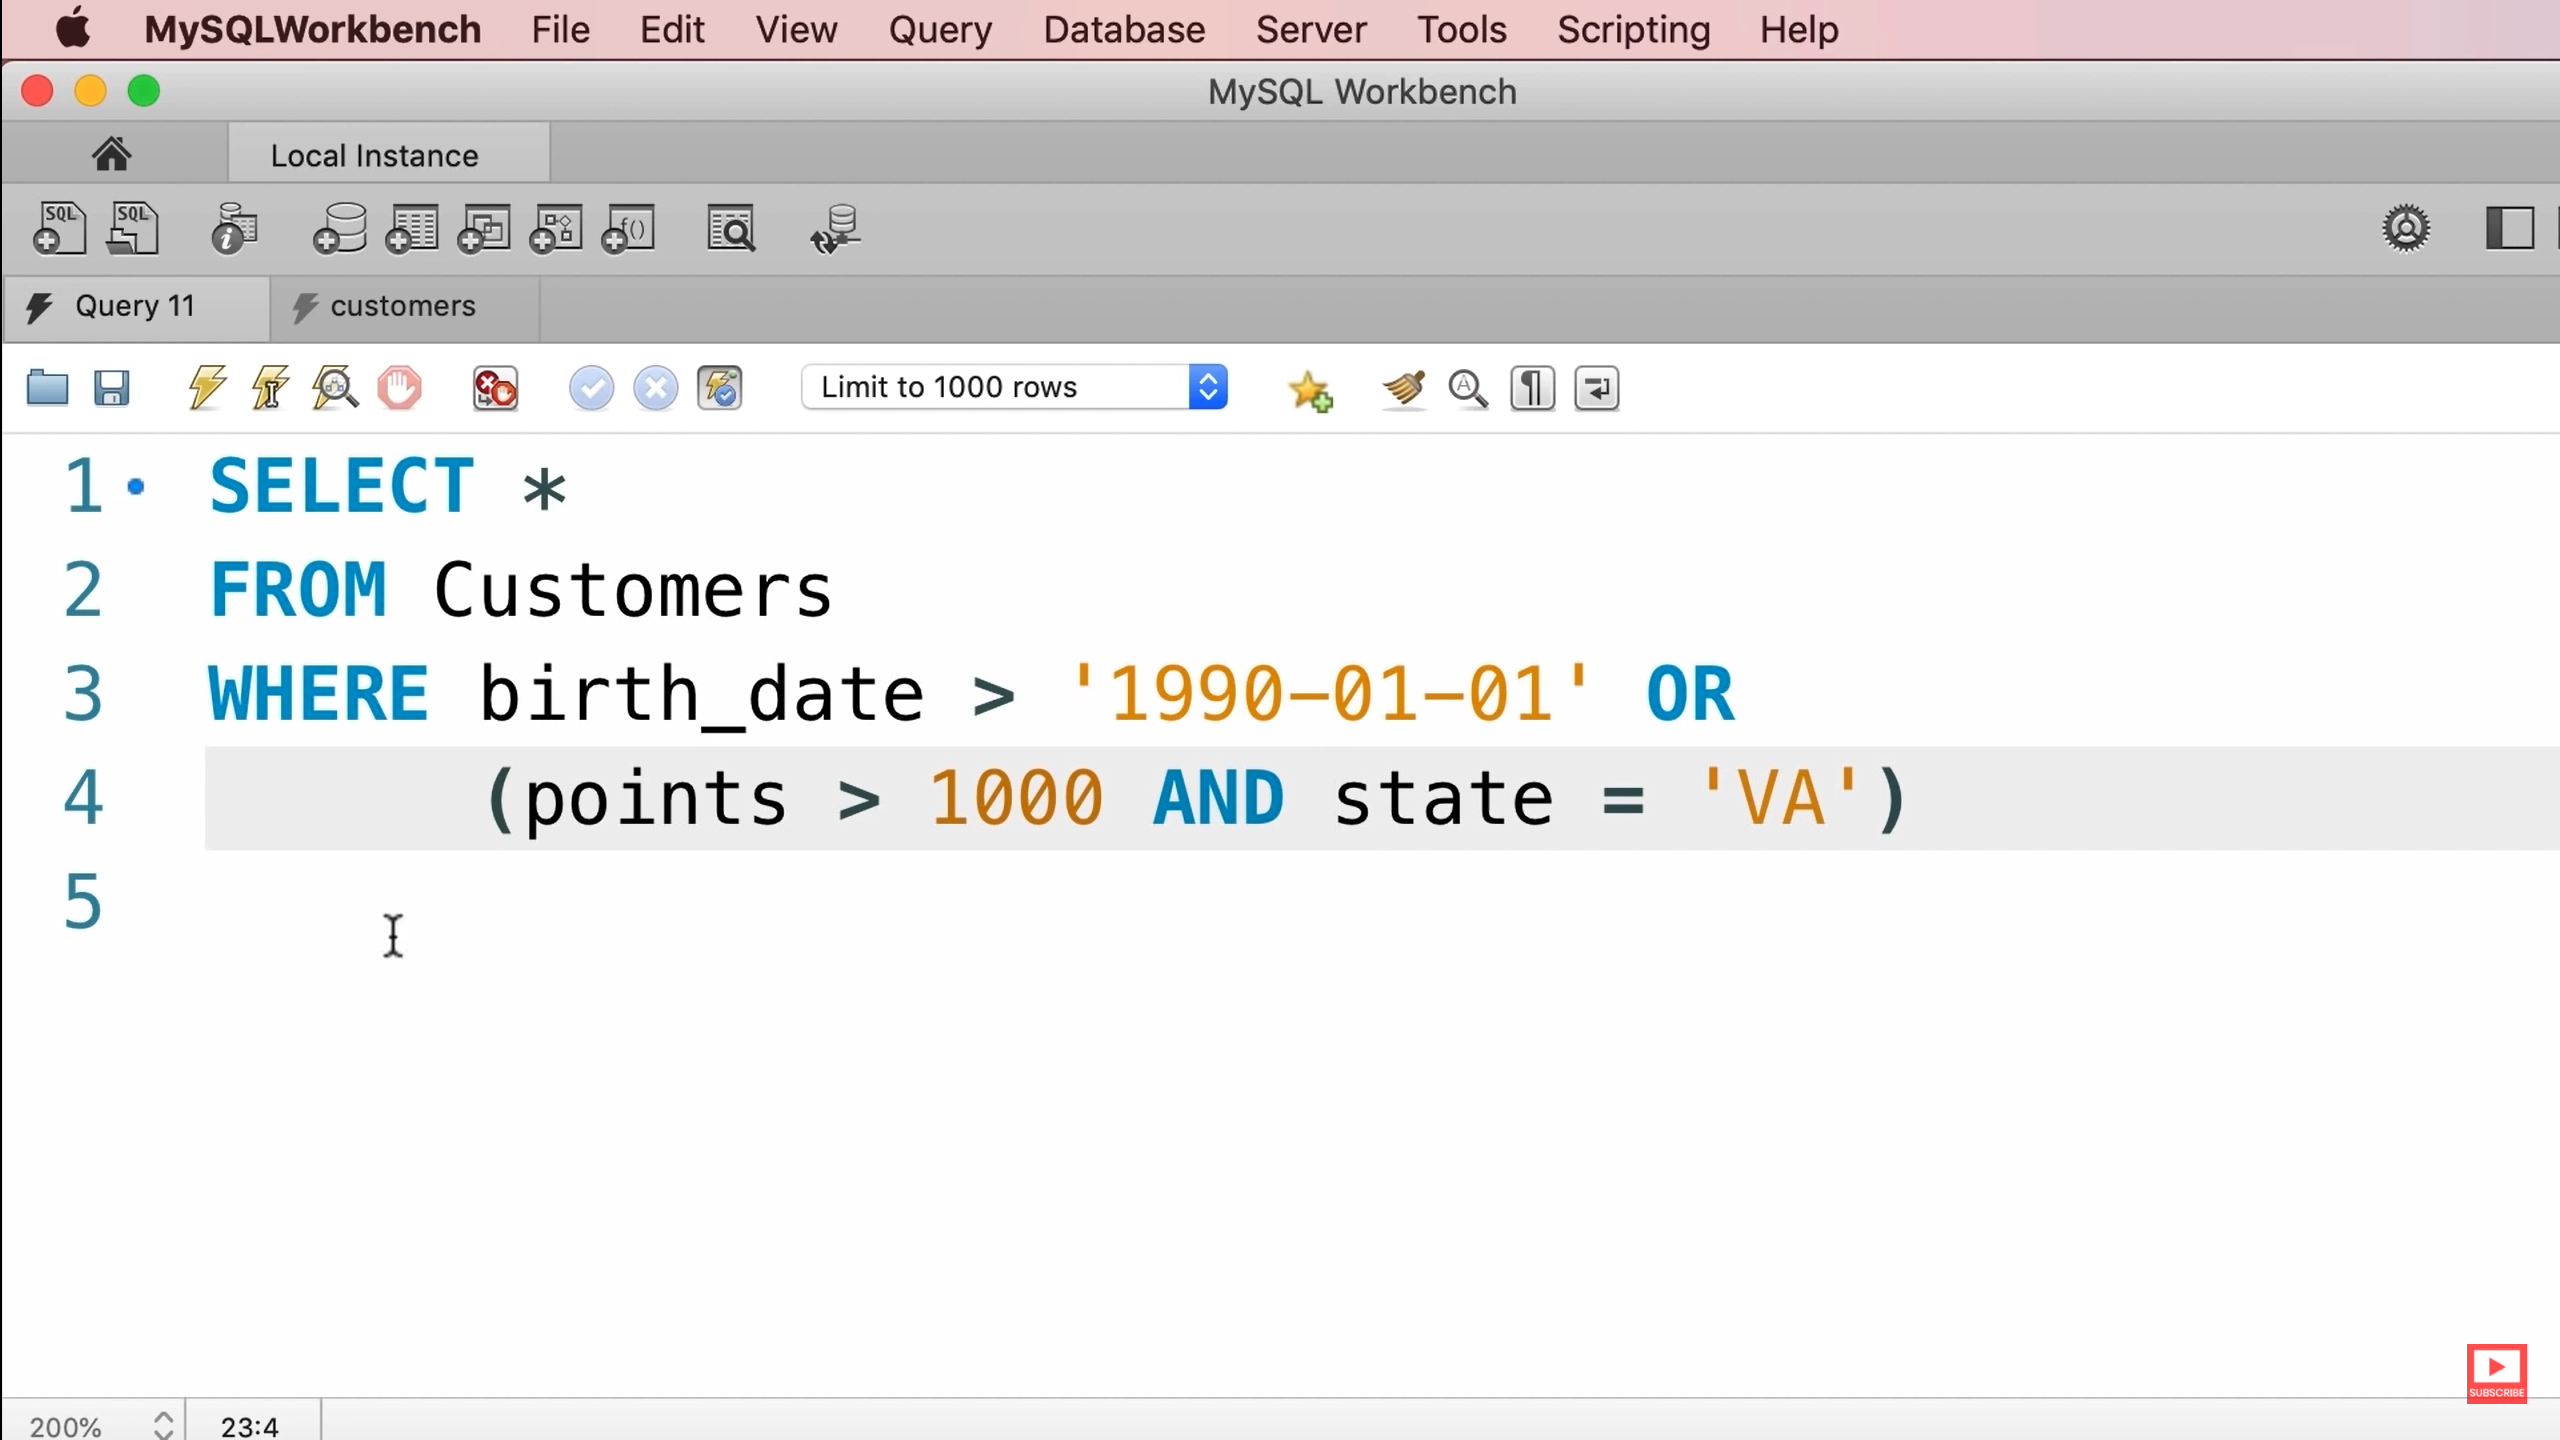 MySQLWorkbench File Edit View Query Database Server Tools Scripting Help
MySQL Workbench
Local Instance
SQL SQL f()
Query 11 customers
Limit to 1000 rows
1 SELECT *
2 FROM Customers
3 WHERE birth_date > '1990-01-01' OR
4 (points > 1000 AND state = 'VA')
5
SUBSCRIBE
200% 23:4